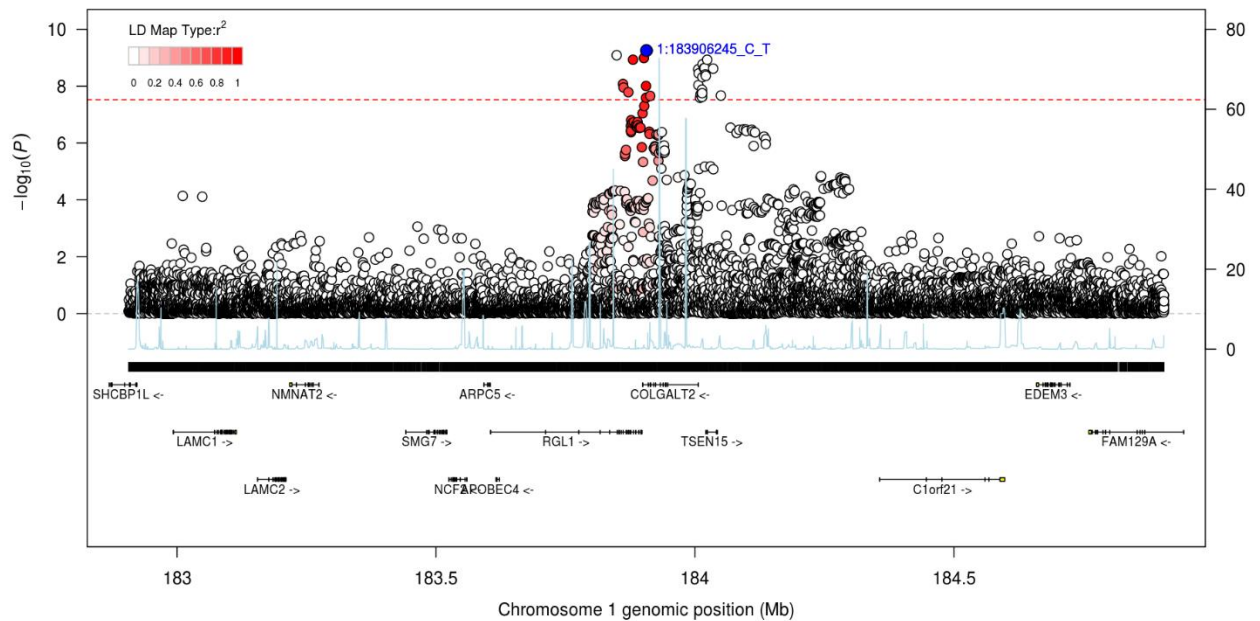 LD Map Type:r²
0 0.2 0.4 0.6 0.8 1
1:183906245_C_T
−log₁₀(P)
10
8
6
4
2
0
80
60
40
20
0
SHCBP1L <- NMNAT2 <- ARPC5 <- COLGALT2 <- EDEM3 <-
LAMC1 -> SMG7 -> RGL1 -> TSEN15 -> FAM129A <-
LAMC2 -> NCF2 <- APOBEC4 <- C1orf21 ->
183 183.5 184 184.5
Chromosome 1 genomic position (Mb)